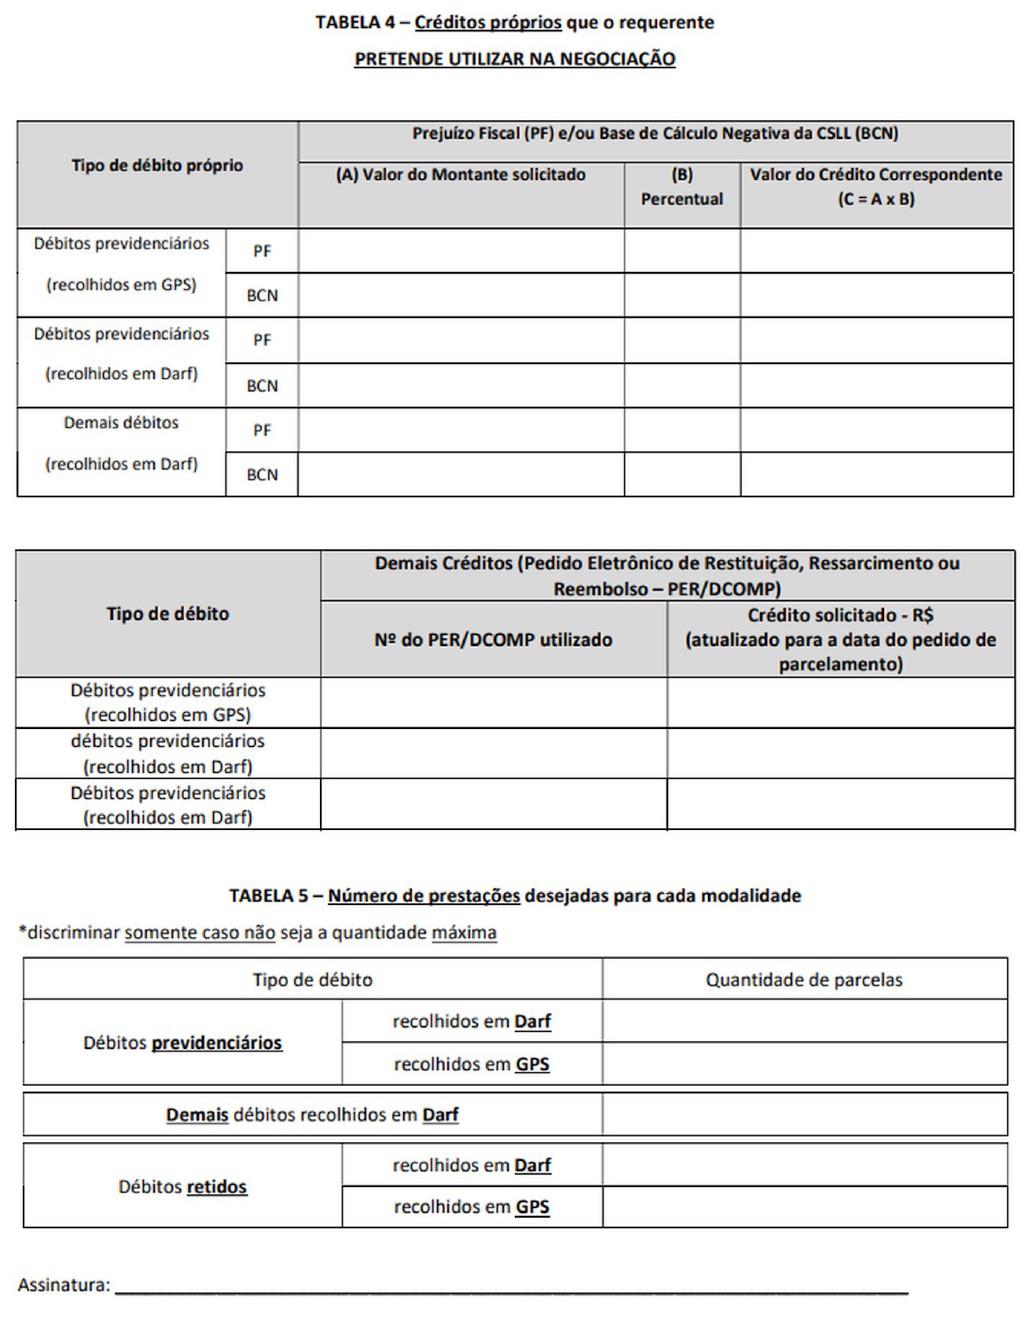 TABELA 4 – Créditos próprios que o requerente
PRETENDE UTILIZAR NA NEGOCIAÇÃO
Tipo de débito próprio
Prejuízo Fiscal (PF) e/ou Base de Cálculo Negativa da CSLL (BCN)
(A) Valor do Montante solicitado
(B)
Percentual
Valor do Crédito Correspondente
(C = A x B)
Débitos previdenciários
(recolhidos em GPS)
PF
BCN
Débitos previdenciários
(recolhidos em Darf)
PF
BCN
Demais débitos
(recolhidos em Darf)
PF
BCN
Tipo de débito
Demais Créditos (Pedido Eletrônico de Restituição, Ressarcimento ou
Reembolso – PER/DCOMP)
Nº do PER/DCOMP utilizado
Crédito solicitado - R$
(atualizado para a data do pedido de
parcelamento)
Débitos previdenciários
(recolhidos em GPS)
débitos previdenciários
(recolhidos em Darf)
Débitos previdenciários
(recolhidos em Darf)
TABELA 5 – Número de prestações desejadas para cada modalidade
*discriminar somente caso não seja a quantidade máxima
Tipo de débito
Quantidade de parcelas
Débitos previdenciários
recolhidos em Darf
recolhidos em GPS
Demais débitos recolhidos em Darf
Débitos retidos
recolhidos em Darf
recolhidos em GPS
Assinatura: